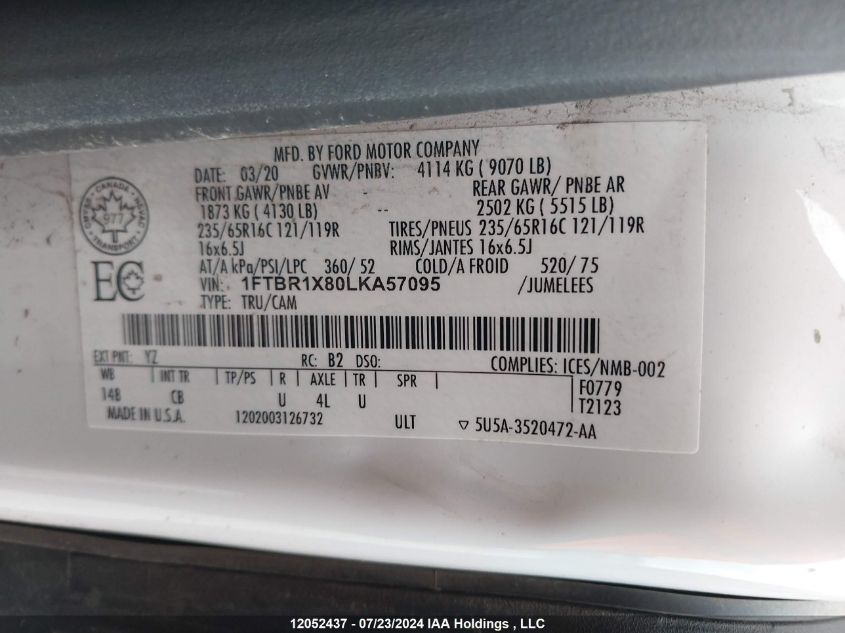 MFD. BY FORD MOTOR COMPANY
DATE: 03/20 GVWR/PNBV: 4114 KG ( 9070 LB)
FRONT GAWR/PNBE AV REAR GAWR/ PNBE AR
1873 KG ( 4130 LB) -- 2502 KG ( 5515 LB)
235/65R16C 121/119R TIRES/PNEUS 235/65R16C 121/119R
16x6.5J RIMS/JANTES 16x6.5J
AT/A kPa/PSI/LPC 360/ 52 COLD/A FROID 520/ 75
VIN: 1FTBR1X80LKA57095 /JUMELEES
TYPE: TRU/CAM
CANADA
977
TRANSPORT
EC
EXT PNT: YZ RC: B2 DSO: COMPLIES: ICES/NMB-002
WB INT TR TP/PS R AXLE TR SPR F0779
148 CB U 4L U T2123
MADE IN U.S.A. 1202003126732 ULT ▽ 5U5A-3520472-AA
12052437 - 07/23/2024 IAA Holdings , LLC